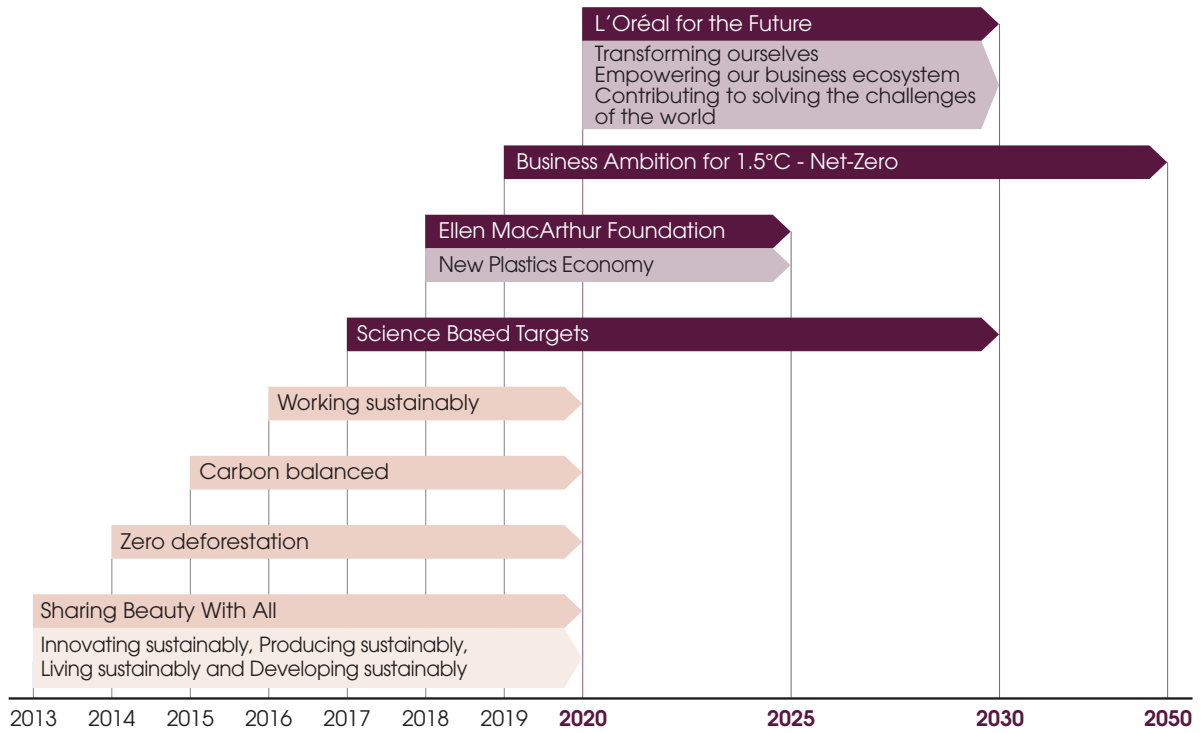 L'Oréal for the Future
Transforming ourselves
Empowering our business ecosystem
Contributing to solving the challenges
of the world
Business Ambition for 1.5°C - Net-Zero
Ellen MacArthur Foundation
New Plastics Economy
Science Based Targets
Working sustainably
Carbon balanced
Zero deforestation
Sharing Beauty With All
Innovating sustainably, Producing sustainably,
Living sustainably and Developing sustainably
2013 2014 2015 2016 2017 2018 2019 2020 2025 2030 2050